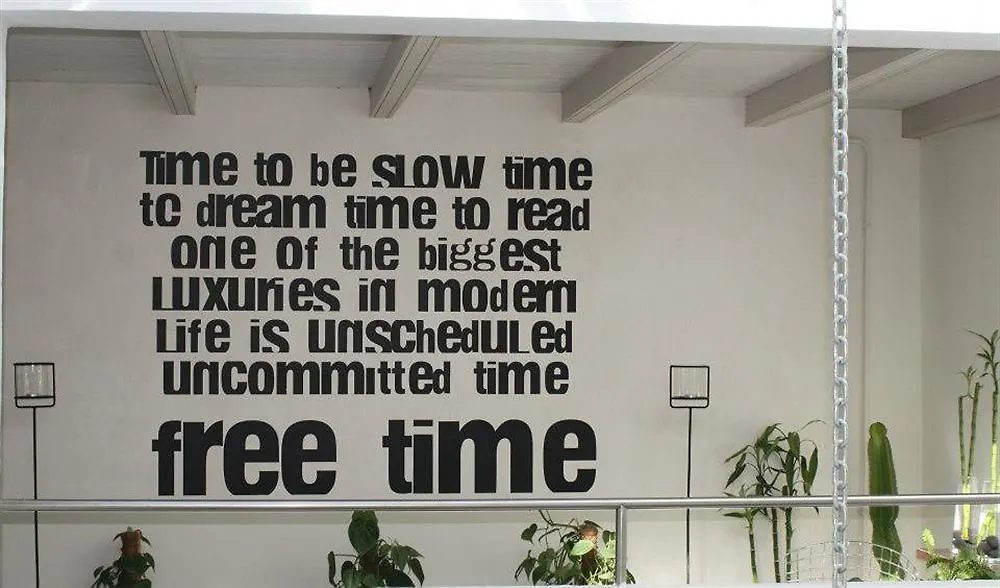 Time to be sLow time
to dream time to read
one of the biggest
Luxuries in modern
Life is unscheduLed
uncommitted time
free time